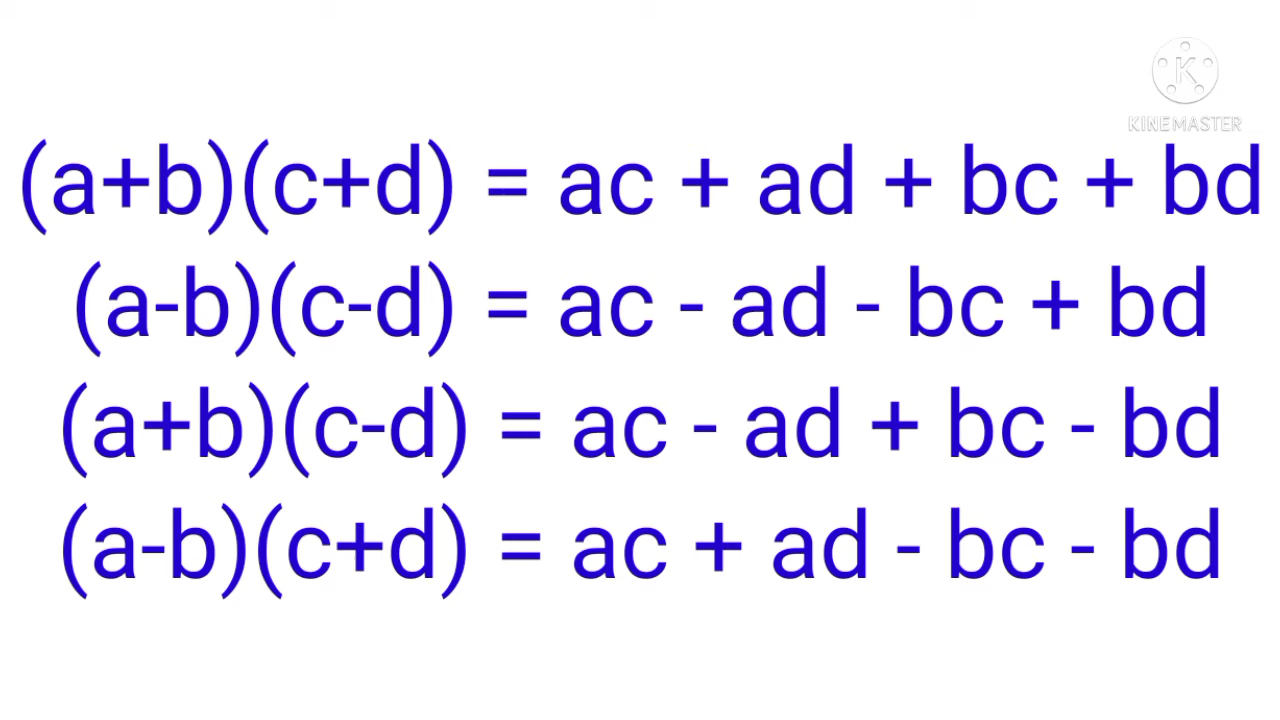 K
KINEMASTER
(a+b)(c+d) = ac + ad + bc + bd
(a-b)(c-d) = ac - ad - bc + bd
(a+b)(c-d) = ac - ad + bc - bd
(a-b)(c+d) = ac + ad - bc - bd